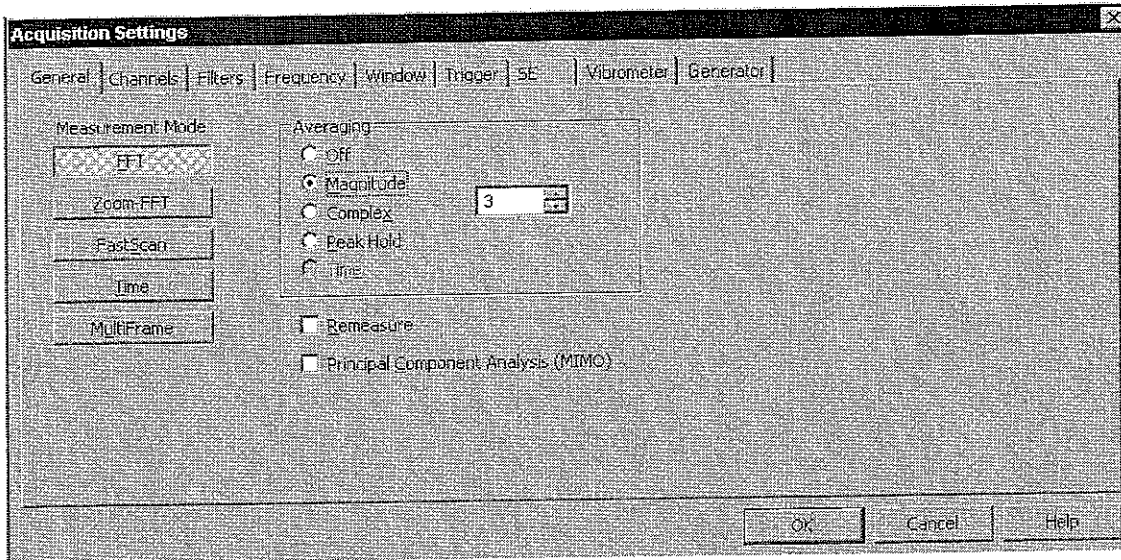 Acquisition Settings
General Channels Filters Frequency Window Trigger SE Vibrometer Generator
Measurement Mode
FFT
Zoom-FFT
FastScan
Time
MultiFrame
Averaging
Off
Magnitude
Complex
Peak Hold
Time
3
Remeasure
Principal Component Analysis (MIMO)
OK Cancel Help